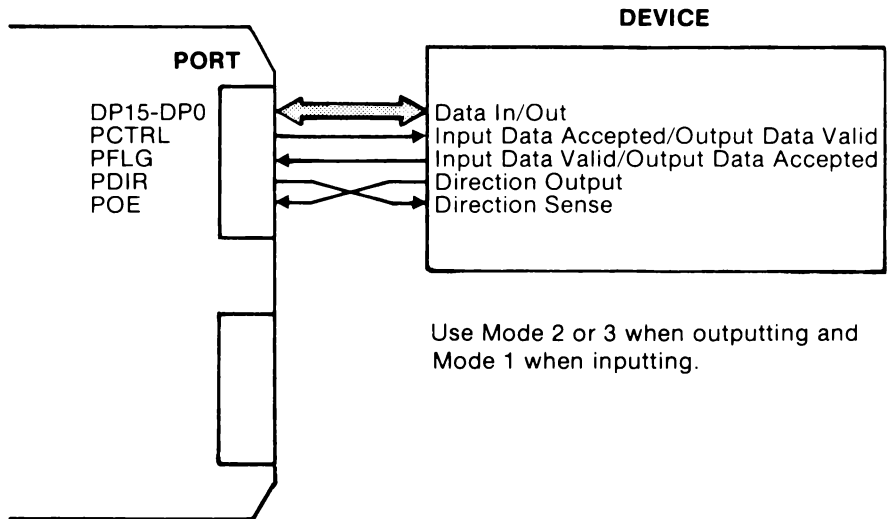 DEVICE
PORT
DP15-DP0
Data In/Out
PCTRL
Input Data Accepted/Output Data Valid
PFLG
Input Data Valid/Output Data Accepted
PDIR
Direction Output
POE
Direction Sense
Use Mode 2 or 3 when outputting and
Mode 1 when inputting.